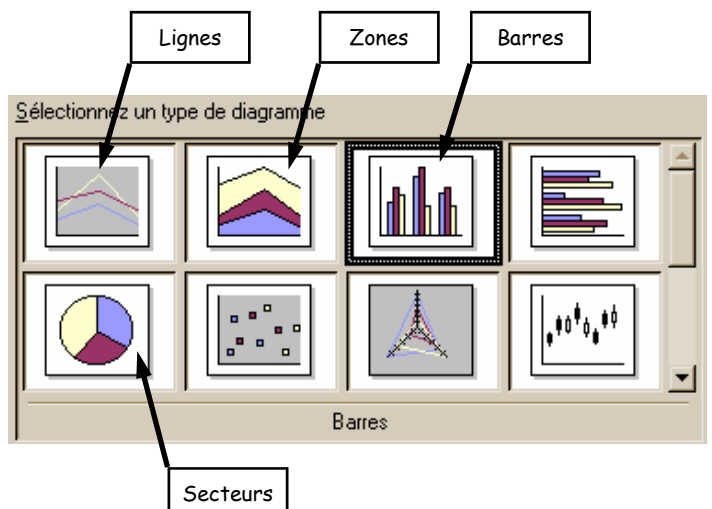 Lignes
Zones
Barres
Sélectionnez un type de diagramme
Barres
Secteurs